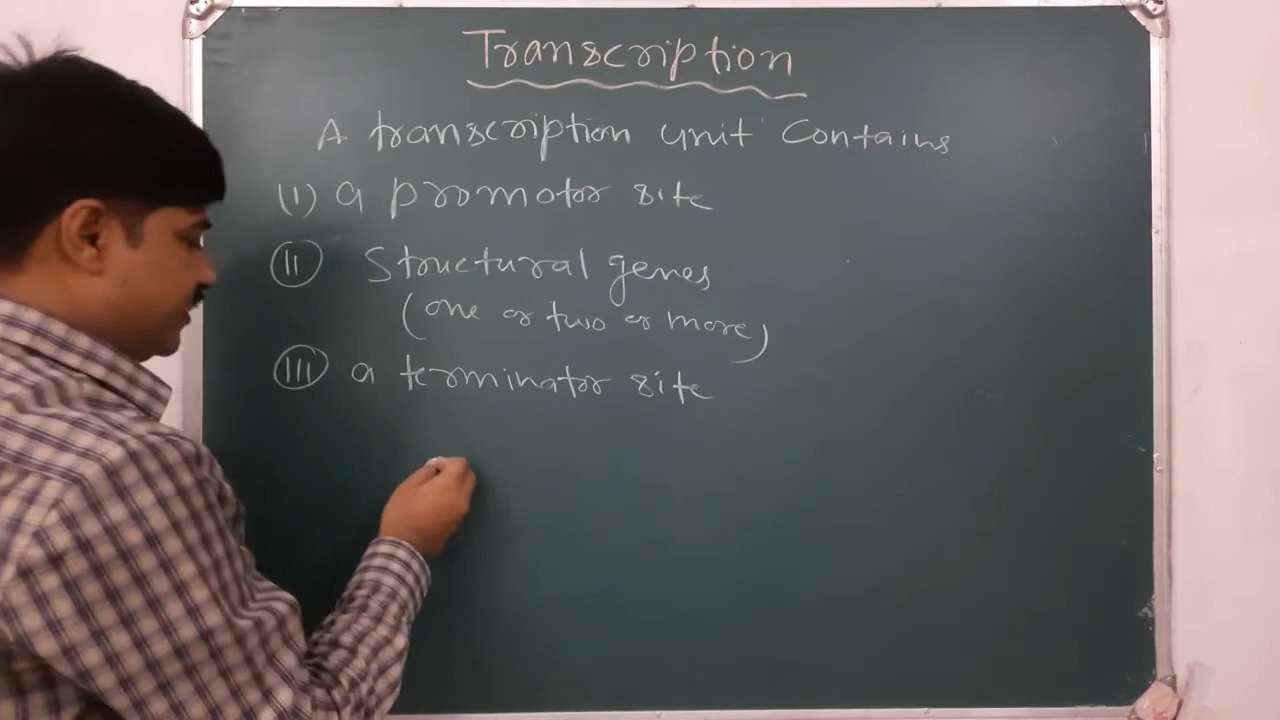 Transcription
A transcription unit contains
(I) a promotor site
(II) Structural genes
(one or two or more)
(III) a terminator site